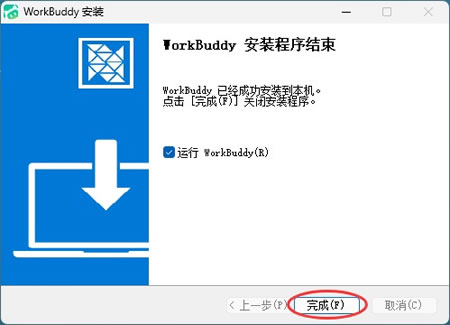 WorkBuddy 安装
WorkBuddy 安装程序结束
WorkBuddy 已经成功安装到本机。
点击 [完成(F)] 关闭安装程序。
运行 WorkBuddy(R)
< 上一步(P) 完成(F) 取消(C)